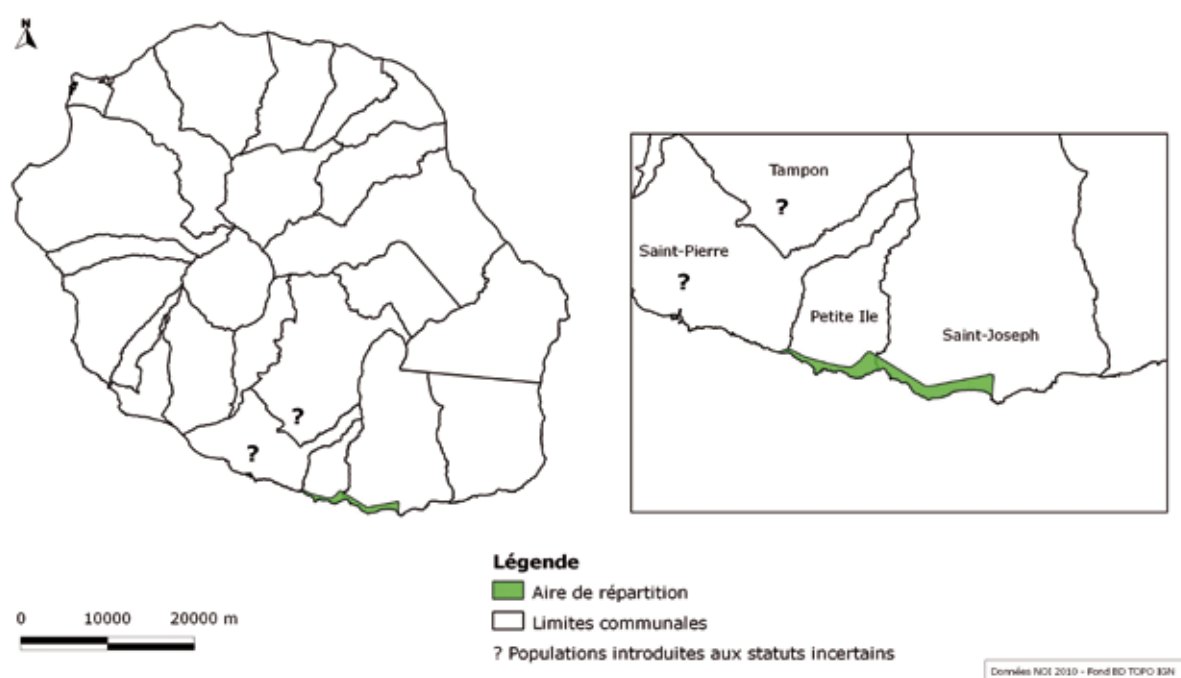 N
Tampon
?
Saint-Pierre
?
Petite Ile
Saint-Joseph
?
?
Légende
Aire de répartition
Limites communales
? Populations introduites aux statuts incertains
0 10000 20000 m
Données NOI 2010 - Fond BD TOPO IGN